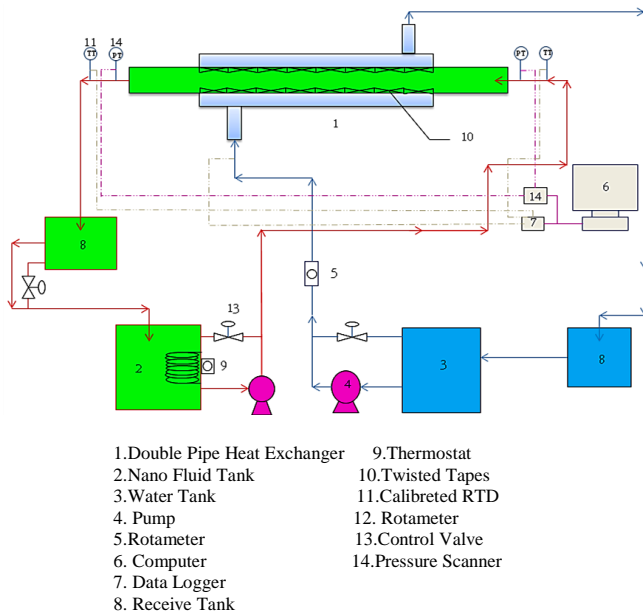 11 14
TT PT
PT TT
1
10
6
14
7
8
5
13
2
9
4
3
8
1.Double Pipe Heat Exchanger 9.Thermostat
2.Nano Fluid Tank 10.Twisted Tapes
3.Water Tank 11.Calibreted RTD
4. Pump 12. Rotameter
5.Rotameter 13.Control Valve
6. Computer 14.Pressure Scanner
7. Data Logger
8. Receive Tank